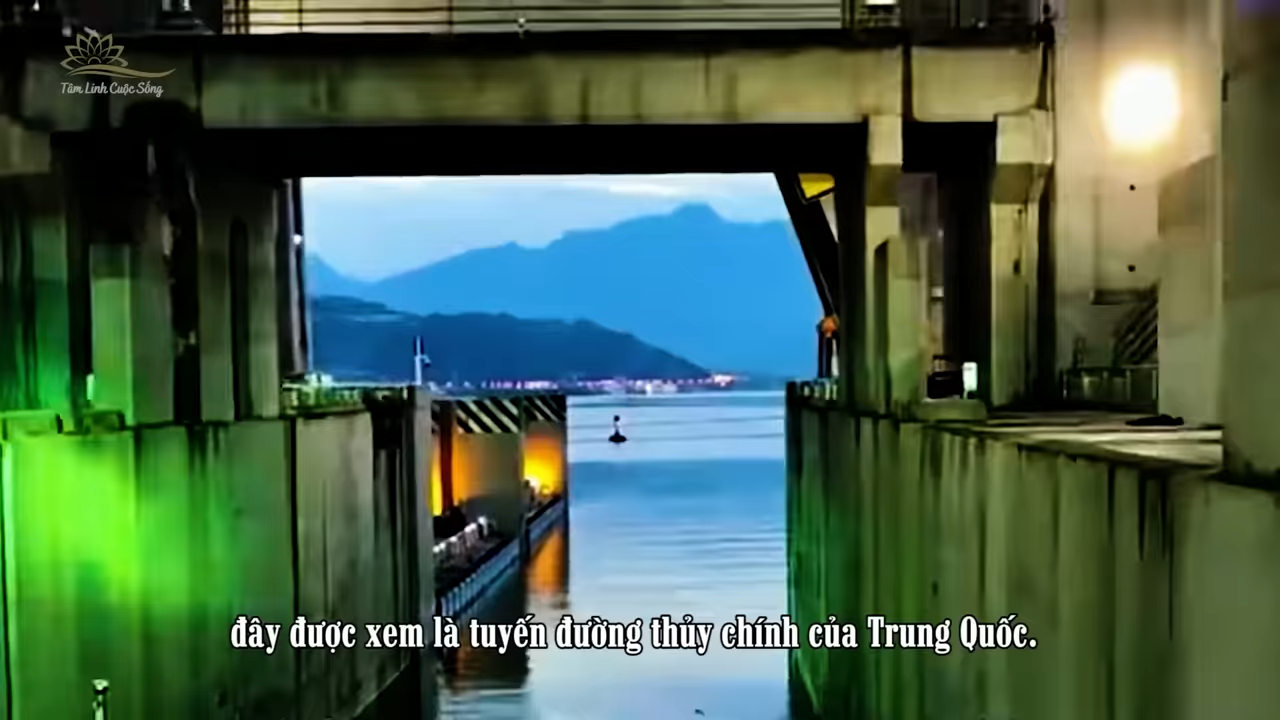 Tâm Linh Cuộc Sống
đây được xem là tuyến đường thủy chính của Trung Quốc.